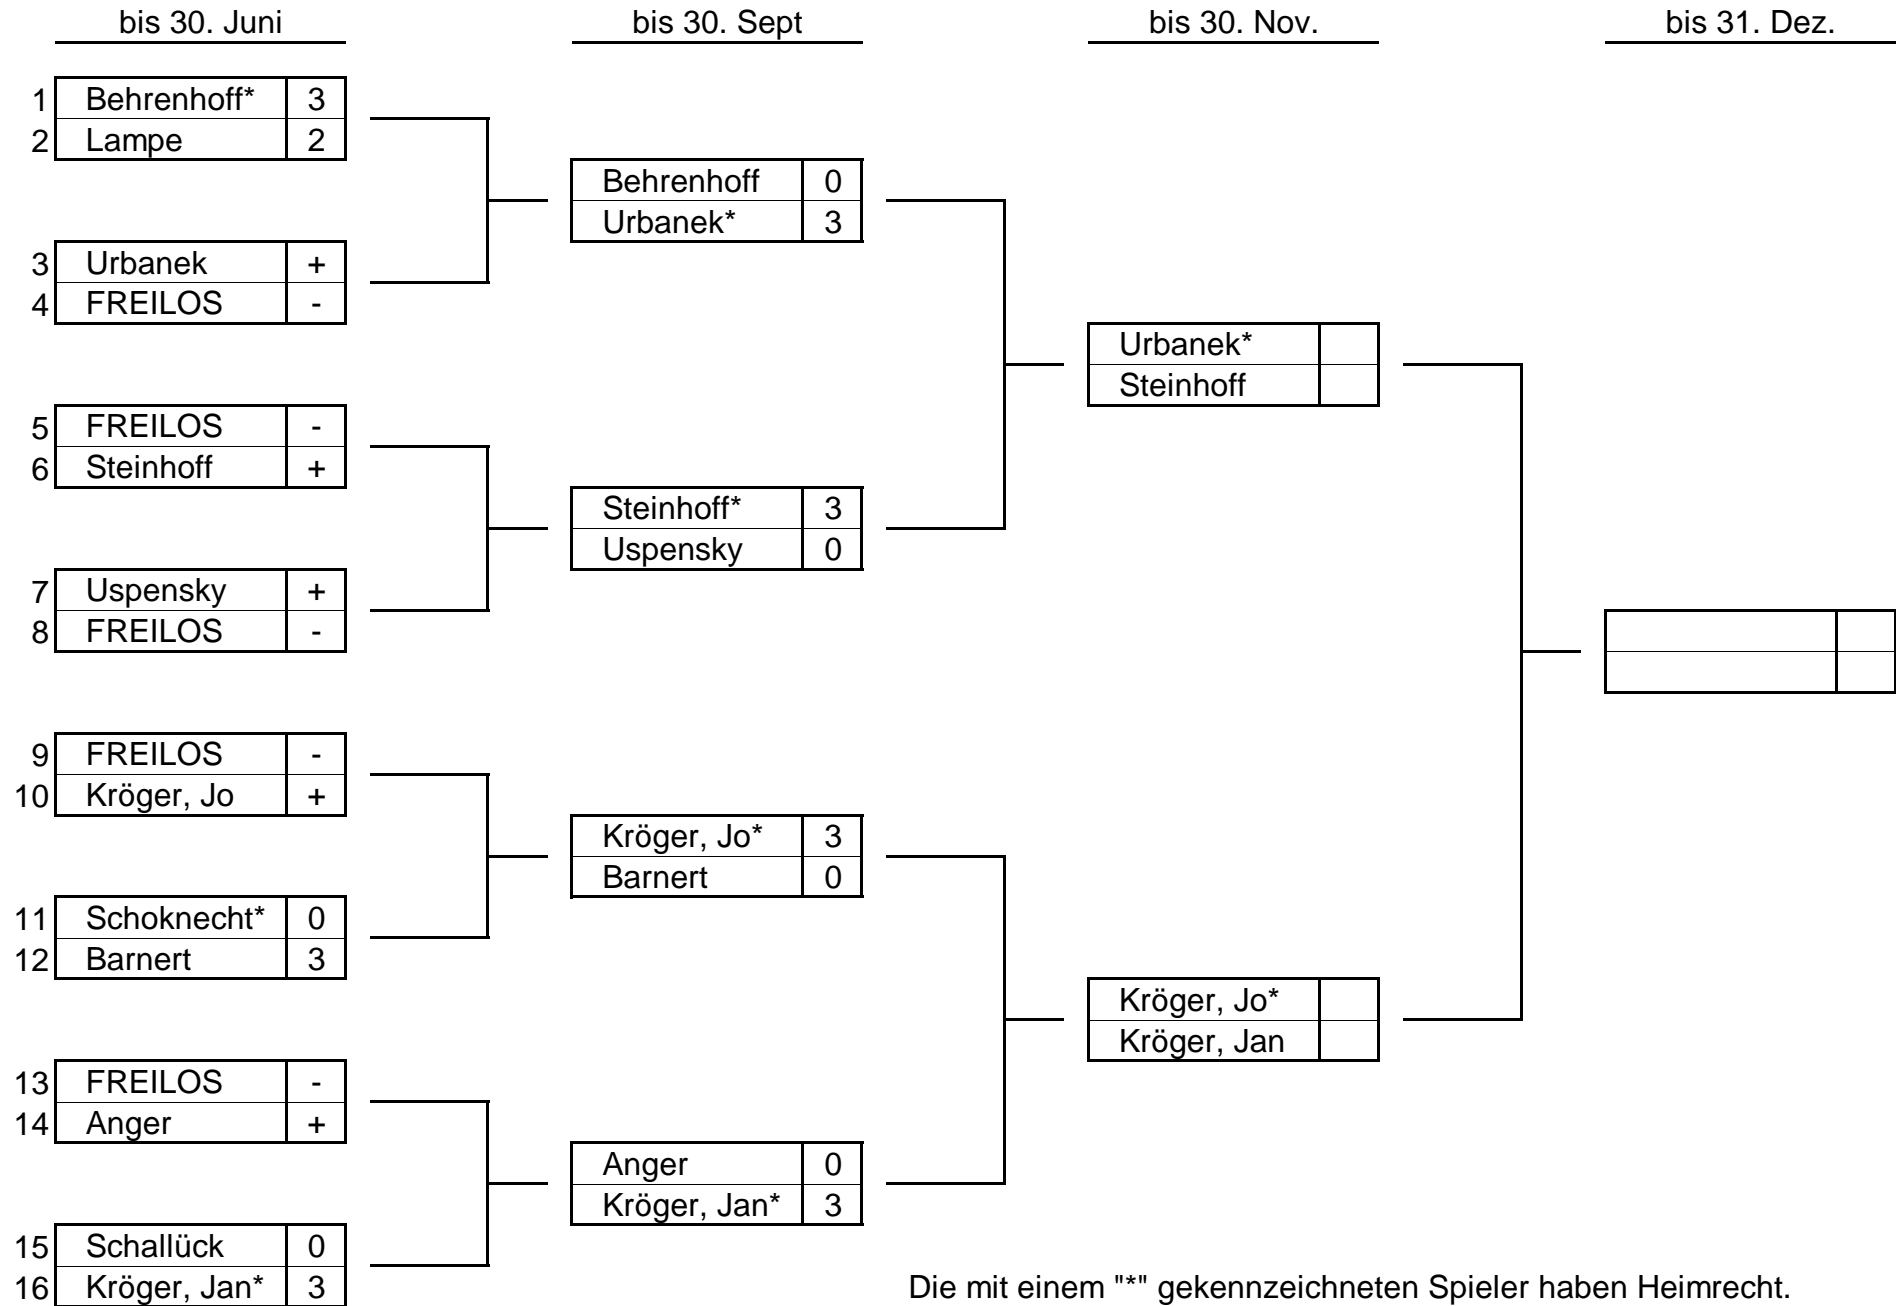 bis 30. Juni bis 30. Sept bis 30. Nov. bis 31. Dez.
1 Behrenhoff* 3
2 Lampe 2
Behrenhoff 0
Urbanek* 3
3 Urbanek +
4 FREILOS -
Urbanek*
Steinhoff
5 FREILOS -
6 Steinhoff +
Steinhoff* 3
Uspensky 0
7 Uspensky +
8 FREILOS -
9 FREILOS -
10 Kröger, Jo +
Kröger, Jo* 3
Barnert 0
11 Schoknecht* 0
12 Barnert 3
Kröger, Jo*
Kröger, Jan
13 FREILOS -
14 Anger +
Anger 0
Kröger, Jan* 3
15 Schallück 0
16 Kröger, Jan* 3
Die mit einem "*" gekennzeichneten Spieler haben Heimrecht.